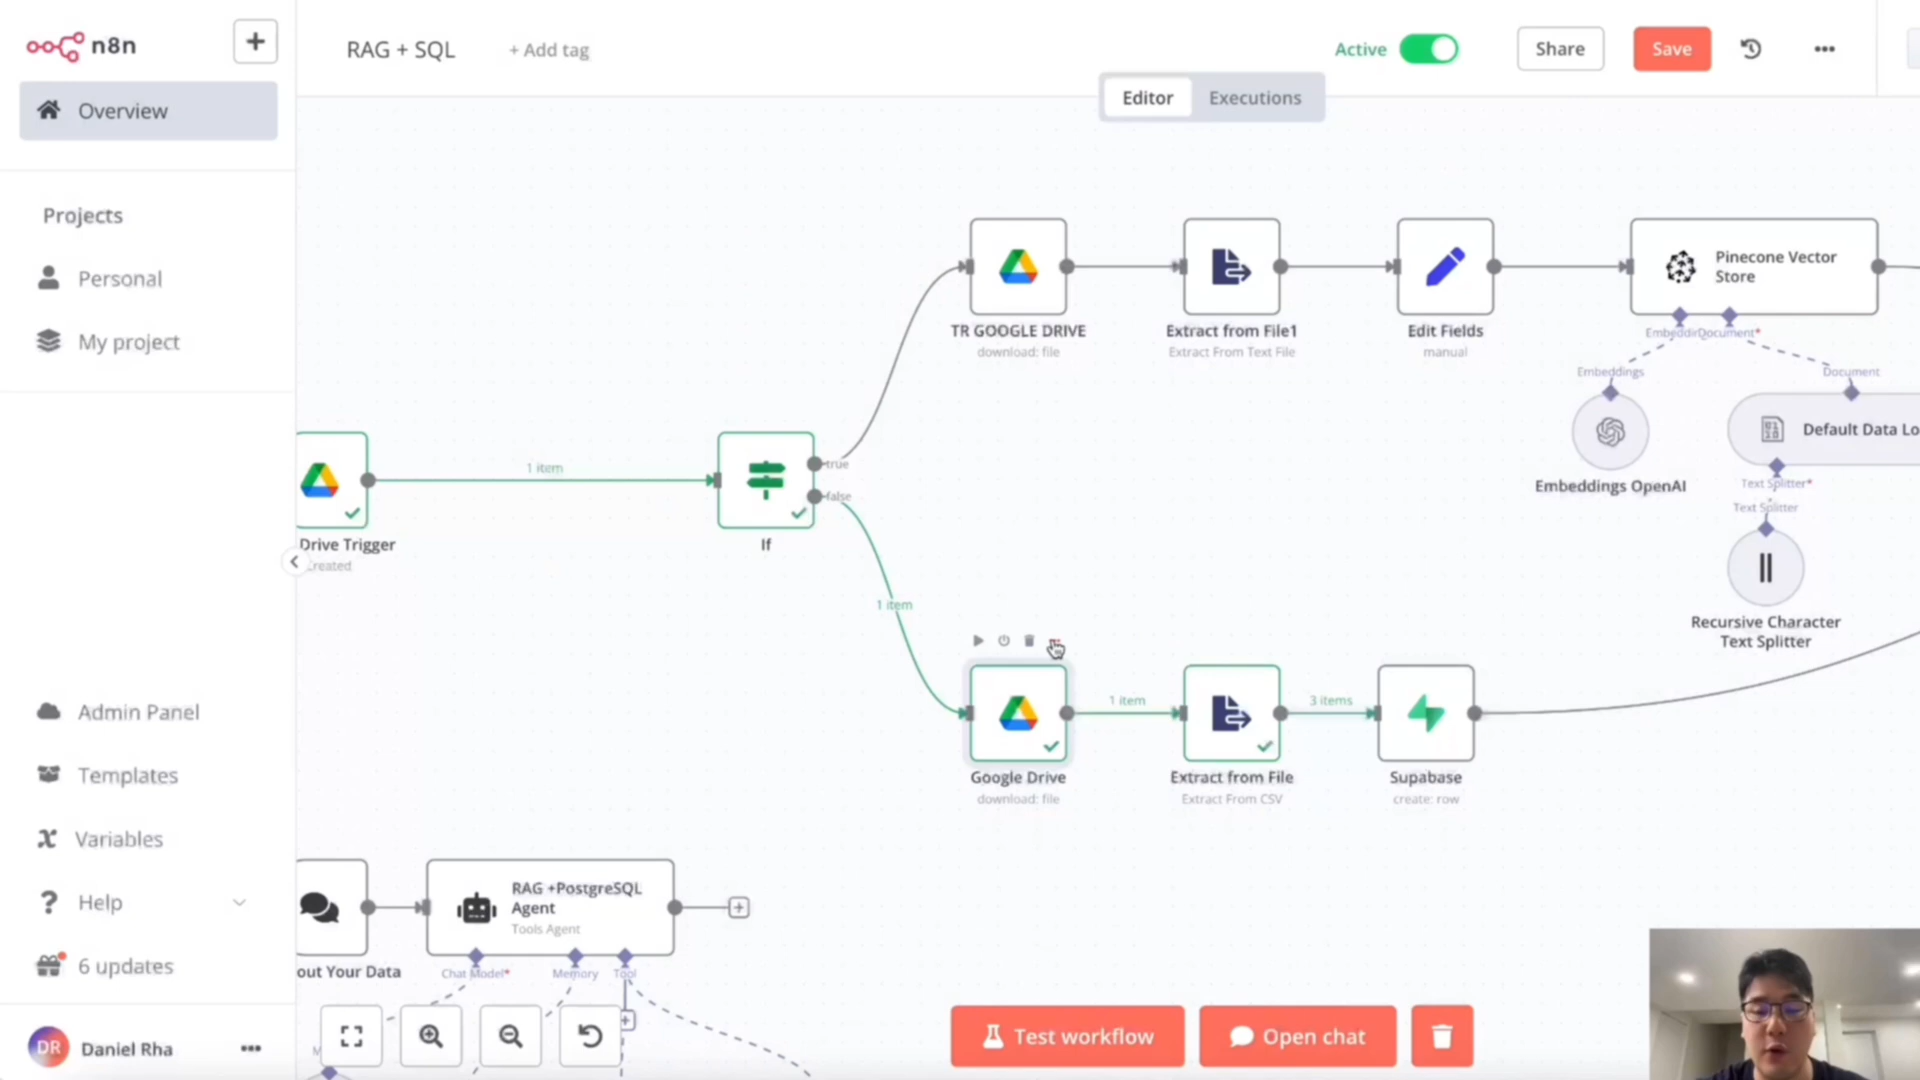 n8n
RAG + SQL
+ Add tag
Active
Share
Save
Editor
Executions
Overview
Projects
Personal
My project
Admin Panel
Templates
Variables
Help
6 updates
DR
Daniel Rha
TR GOOGLE DRIVE
download: file
Extract from File1
Extract From Text File
Edit Fields
manual
Pinecone Vector
Store
Document*
Embeddings
Document
Embeddings OpenAI
Default Data Lo
Text Splitter*
Text Splitter
Recursive Character
Text Splitter
1 item
true
false
Drive Trigger
If
1 item
1 item
3 items
Google Drive
download: file
Extract from File
Extract From CSV
Supabase
create: row
RAG +PostgreSQL
Agent
Tools Agent
out Your Data
Chat Model*
Memory
Tool
Test workflow
Open chat